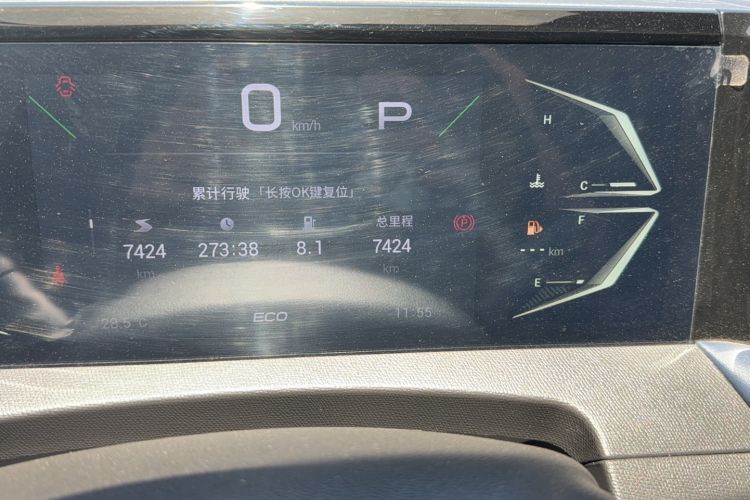 0 km/h P
H
累计行驶「长按OK键复位」
C
总里程
F
7424 273:38 8.1 7424
km km
--- km
E
28.5°C ECO 11:55